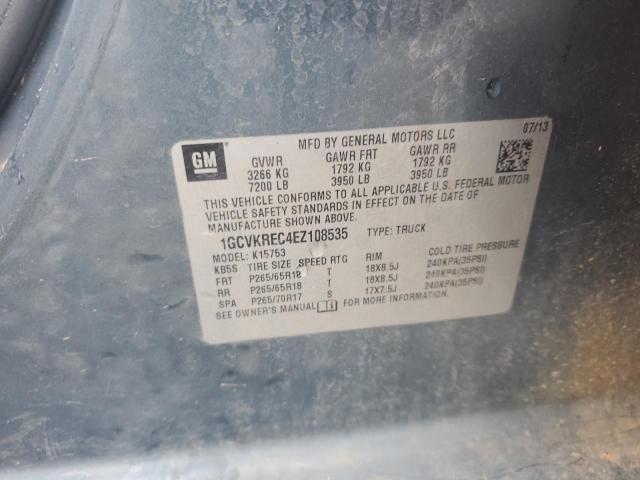 GM
MFD BY GENERAL MOTORS LLC 07/13
GVWR GAWR FRT GAWR RR
3266 KG 1792 KG 1792 KG
7200 LB 3950 LB 3950 LB
THIS VEHICLE CONFORMS TO ALL APPLICABLE U.S. FEDERAL MOTOR
VEHICLE SAFETY STANDARDS IN EFFECT ON THE DATE OF
MANUFACTURE SHOWN ABOVE.
1GCVKREC4EZ108535 TYPE: TRUCK
MODEL: K15753
KB5S TIRE SIZE SPEED RTG RIM COLD TIRE PRESSURE
FRT P265/65R18 T 18X8.5J 240KPA(35PSI)
RR P265/65R18 T 18X8.5J 240KPA(35PSI)
SPA P265/70R17 S 17X7.5J 240KPA(35PSI)
SEE OWNER'S MANUAL FOR MORE INFORMATION.